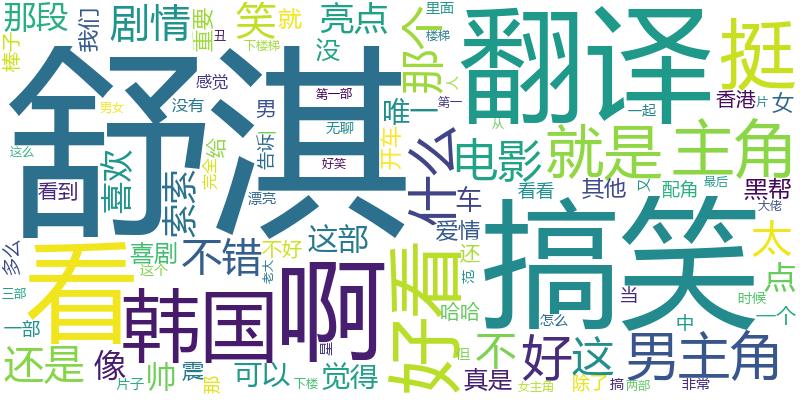 那段
棒子
我们
剧情
重要
笑
就
丑
下楼梯
亮点
没
那个
里面
楼梯
人
翻译
挺
舒淇
感觉
第一部
男
唯一
第一
一起
香港
片
女
男女
没有
无聊
从
这么
喜欢
索索
完全
给
告诉
好笑
开车
什么
电影
就是
主角
看到
漂亮
车
看看
其他
又
配角
最后
黑帮
大佬
多么
看
喜剧
这个
不错
不好
老大
这部
爱情
还
范
搞笑
太
点
三部
一部
韩国
啊
星
好看
哈哈
但
怎么
当
中
时候
一个
还是
像
片子
帅
震
那
可以
下楼
觉得
不
真是
好
女主角
这
除了
搞
两部
男主角
非常